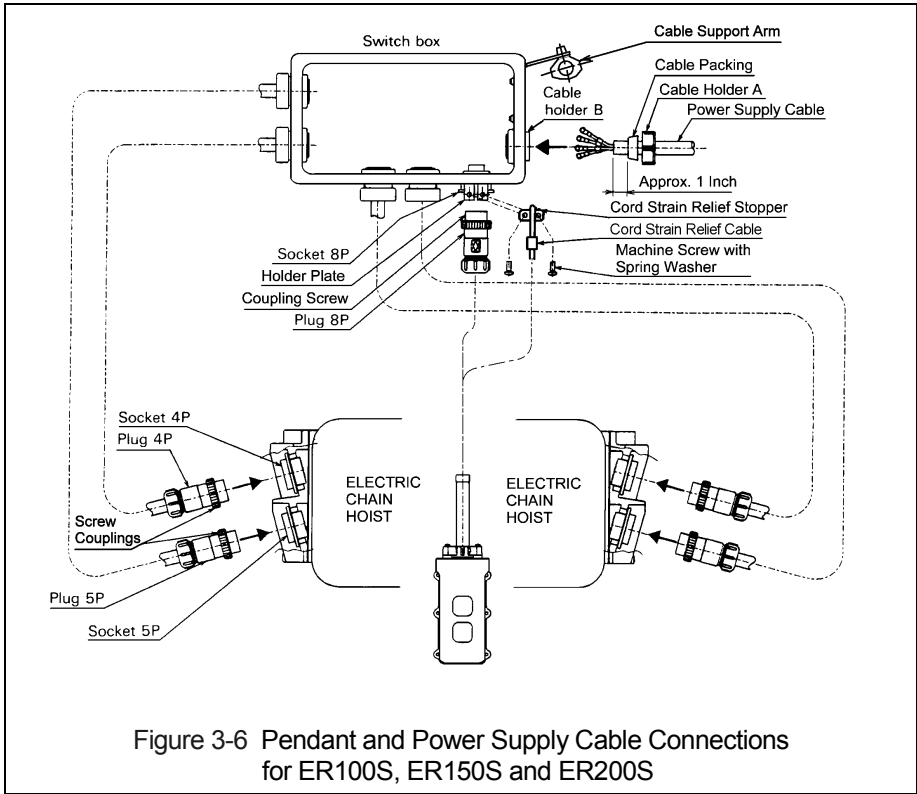 Switch box
Cable Support Arm
Cable Packing
Cable
holder B
Cable Holder A
Power Supply Cable
Approx. 1 Inch
Cord Strain Relief Stopper
Cord Strain Relief Cable
Machine Screw with
Spring Washer
Socket 8P
Holder Plate
Coupling Screw
Plug 8P
Socket 4P
Plug 4P
Screw
Couplings
Plug 5P
Socket 5P
ELECTRIC
CHAIN
HOIST
ELECTRIC
CHAIN
HOIST
Figure 3-6 Pendant and Power Supply Cable Connections
for ER100S, ER150S and ER200S